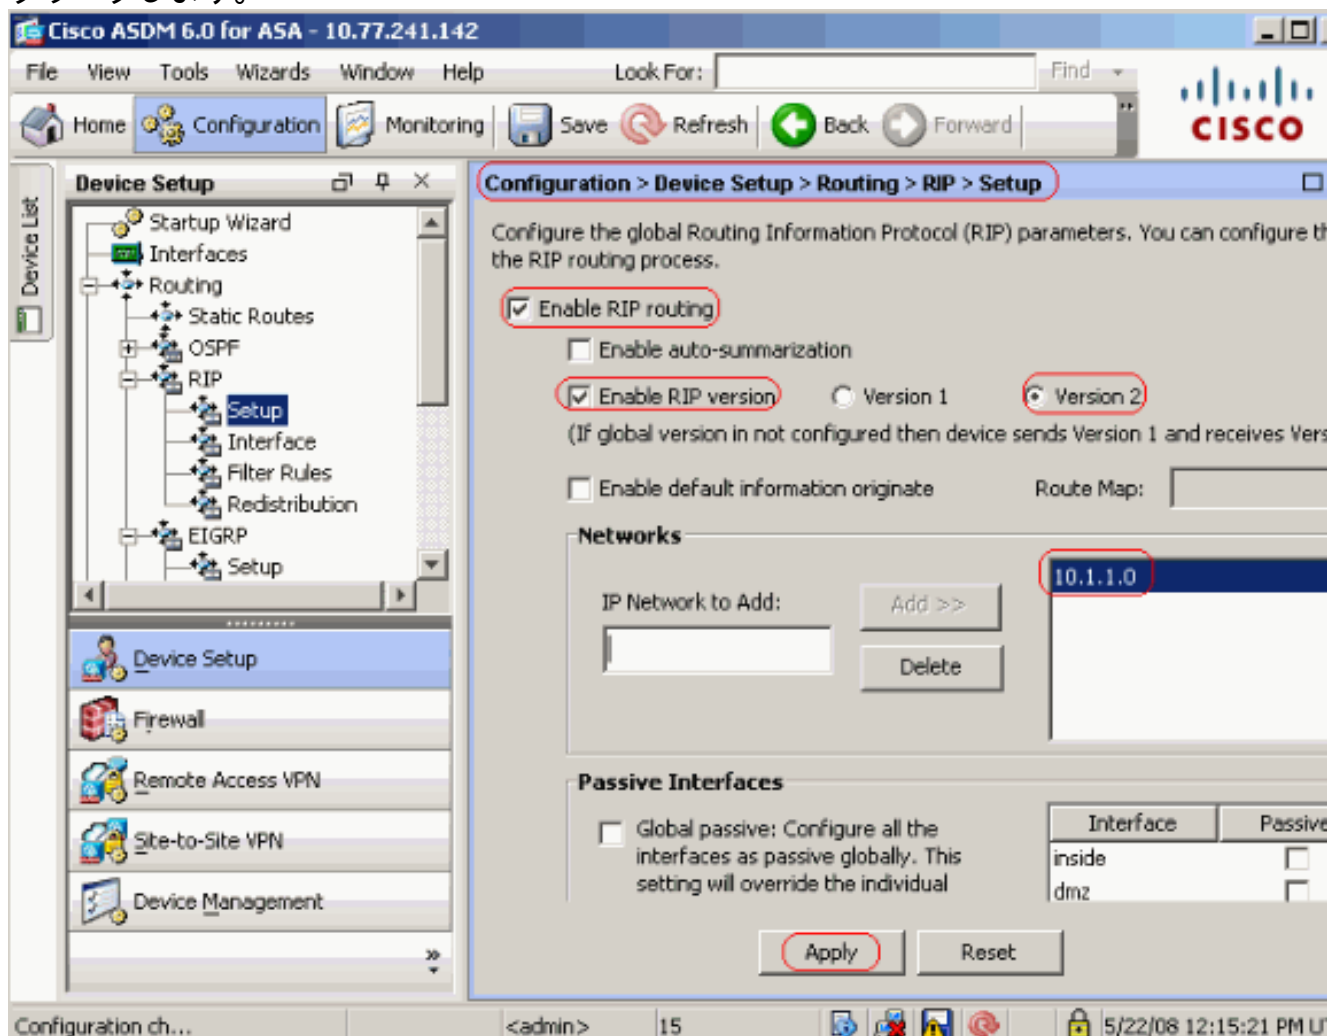 Cisco ASDM 6.0 for ASA - 10.77.241.142
File View Tools Wizards Window Help Look For: Find
Home Configuration Monitoring Save Refresh Back Forward
CISCO
Device List
Device Setup
Startup Wizard
Interfaces
Routing
Static Routes
OSPF
RIP
Setup
Interface
Filter Rules
Redistribution
EIGRP
Setup
Device Setup
Firewall
Remote Access VPN
Site-to-Site VPN
Device Management
Configuration > Device Setup > Routing > RIP > Setup
Configure the global Routing Information Protocol (RIP) parameters. You can configure th
the RIP routing process.
Enable RIP routing
Enable auto-summarization
Enable RIP version Version 1 Version 2
(If global version in not configured then device sends Version 1 and receives Vers
Enable default information originate Route Map:
Networks
IP Network to Add:
Add >>
Delete
10.1.1.0
Passive Interfaces
Global passive: Configure all the
interfaces as passive globally. This
setting will override the individual
Interface Passive
inside
dmz
Apply Reset
Configuration ch... <admin> 15 5/22/08 12:15:21 PM U